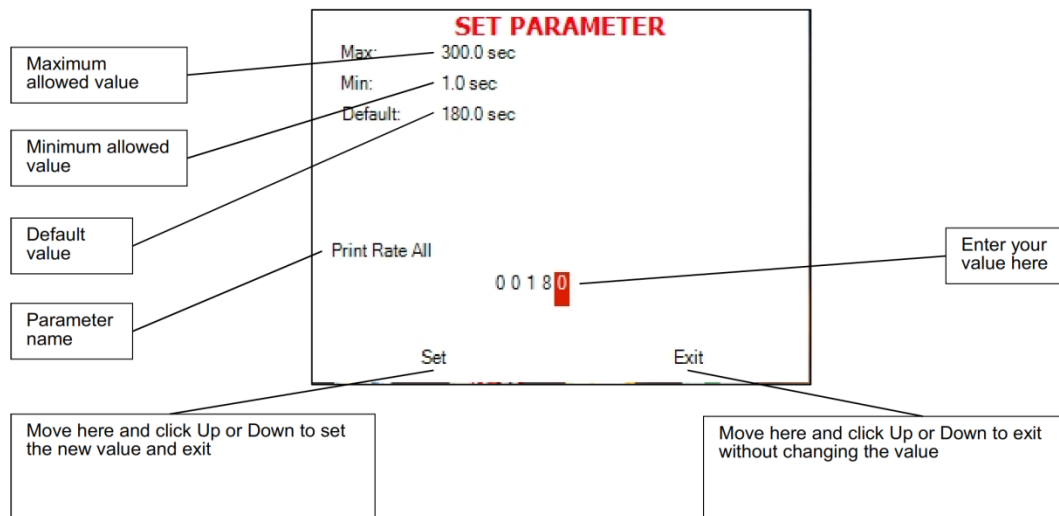 SET PARAMETER
Max: 300.0 sec
Min: 1.0 sec
Default: 180.0 sec
Print Rate All
0 0 1 8 0
Set Exit
Maximum
allowed value
Minimum allowed
value
Default
value
Parameter
name
Enter your
value here
Move here and click Up or Down to set
the new value and exit
Move here and click Up or Down to exit
without changing the value